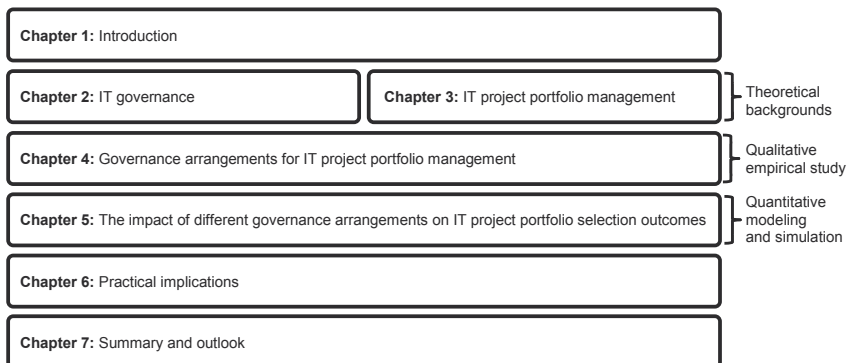 Chapter 1: Introduction
Chapter 2: IT governance
Chapter 3: IT project portfolio management
Theoretical
backgrounds
Chapter 4: Governance arrangements for IT project portfolio management
Qualitative
empirical study
Chapter 5: The impact of different governance arrangements on IT project portfolio selection outcomes
Quantitative
modeling
and simulation
Chapter 6: Practical implications
Chapter 7: Summary and outlook